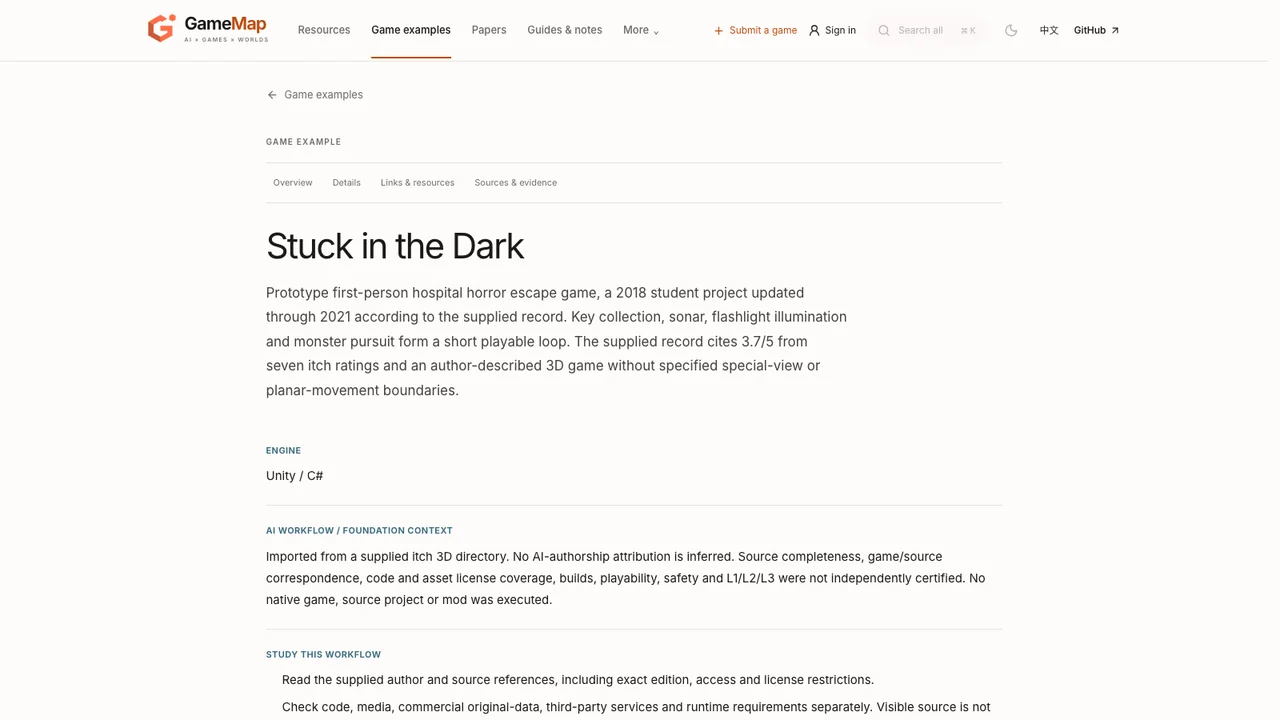 GameMap
AI × GAMES × WORLDS
Resources
Game examples
Papers
Guides & notes
More
+ Submit a game
Sign in
Search all
⌘ K
中文
GitHub ↗
← Game examples
GAME EXAMPLE
Overview
Details
Links & resources
Sources & evidence
Stuck in the Dark
Prototype first-person hospital horror escape game, a 2018 student project updated
through 2021 according to the supplied record. Key collection, sonar, flashlight illumination
and monster pursuit form a short playable loop. The supplied record cites 3.7/5 from
seven itch ratings and an author-described 3D game without specified special-view or
planar-movement boundaries.
ENGINE
Unity / C#
AI WORKFLOW / FOUNDATION CONTEXT
Imported from a supplied itch 3D directory. No AI-authorship attribution is inferred. Source completeness, game/source
correspondence, code and asset license coverage, builds, playability, safety and L1/L2/L3 were not independently certified. No
native game, source project or mod was executed.
STUDY THIS WORKFLOW
Read the supplied author and source references, including exact edition, access and license restrictions.
Check code, media, commercial original-data, third-party services and runtime requirements separately. Visible source is not